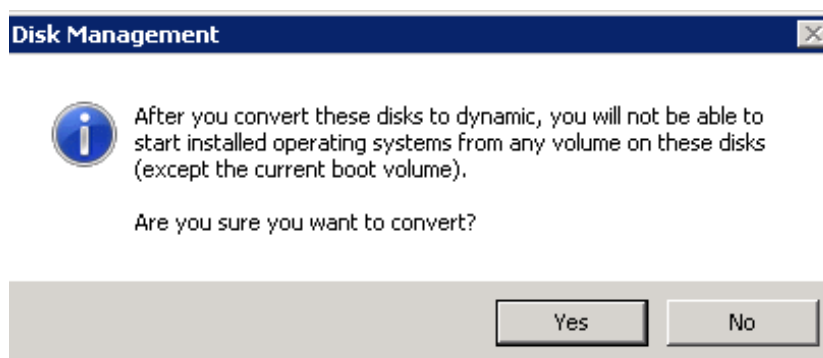 Disk Management
After you convert these disks to dynamic, you will not be able to
start installed operating systems from any volume on these disks
(except the current boot volume).
Are you sure you want to convert?
Yes
No